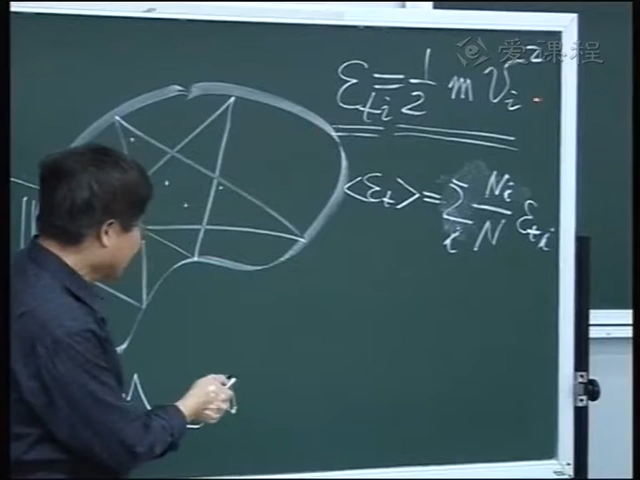 爱课程
ε_{ti} = 1/2 m v_i^2
<ε_t> = Σ_i N_i/N ε_{ti}